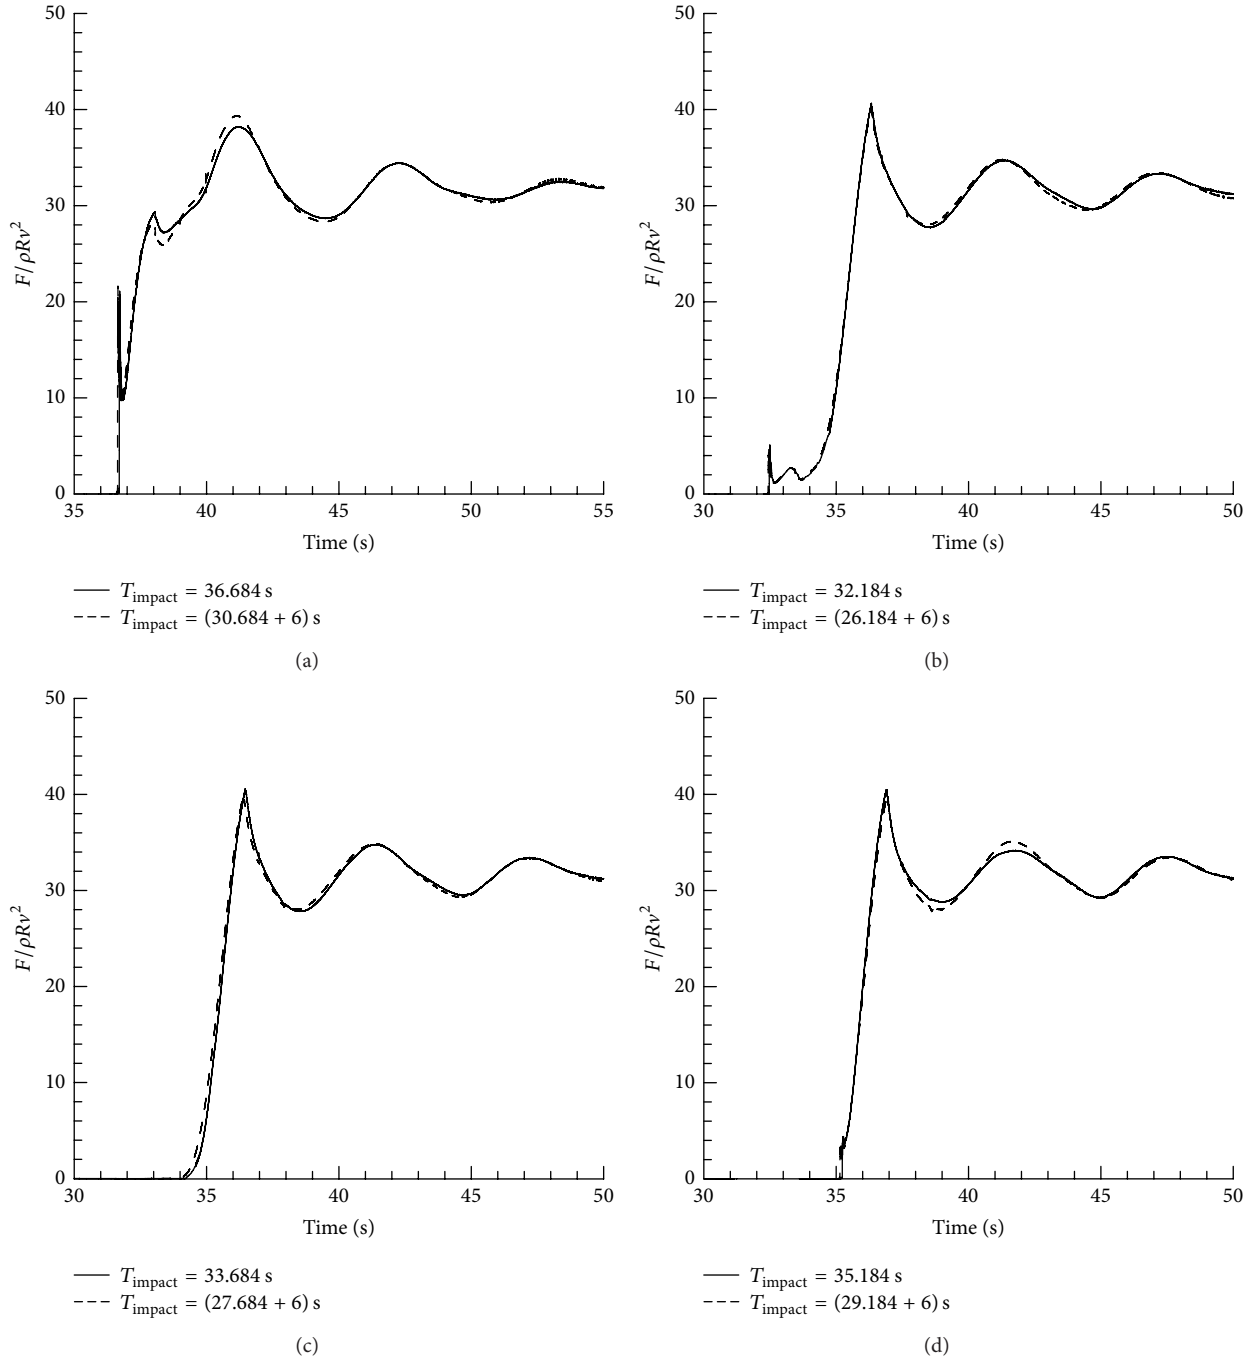 50
40
30
20
10
0
F/ρRv²
35 40 45 50 55
Time (s)
T_impact = 36.684 s
T_impact = (30.684 + 6) s
(a)
50
40
30
20
10
0
F/ρRv²
30 35 40 45 50
Time (s)
T_impact = 32.184 s
T_impact = (26.184 + 6) s
(b)
50
40
30
20
10
0
F/ρRv²
30 35 40 45 50
Time (s)
T_impact = 33.684 s
T_impact = (27.684 + 6) s
(c)
50
40
30
20
10
0
F/ρRv²
30 35 40 45 50
Time (s)
T_impact = 35.184 s
T_impact = (29.184 + 6) s
(d)